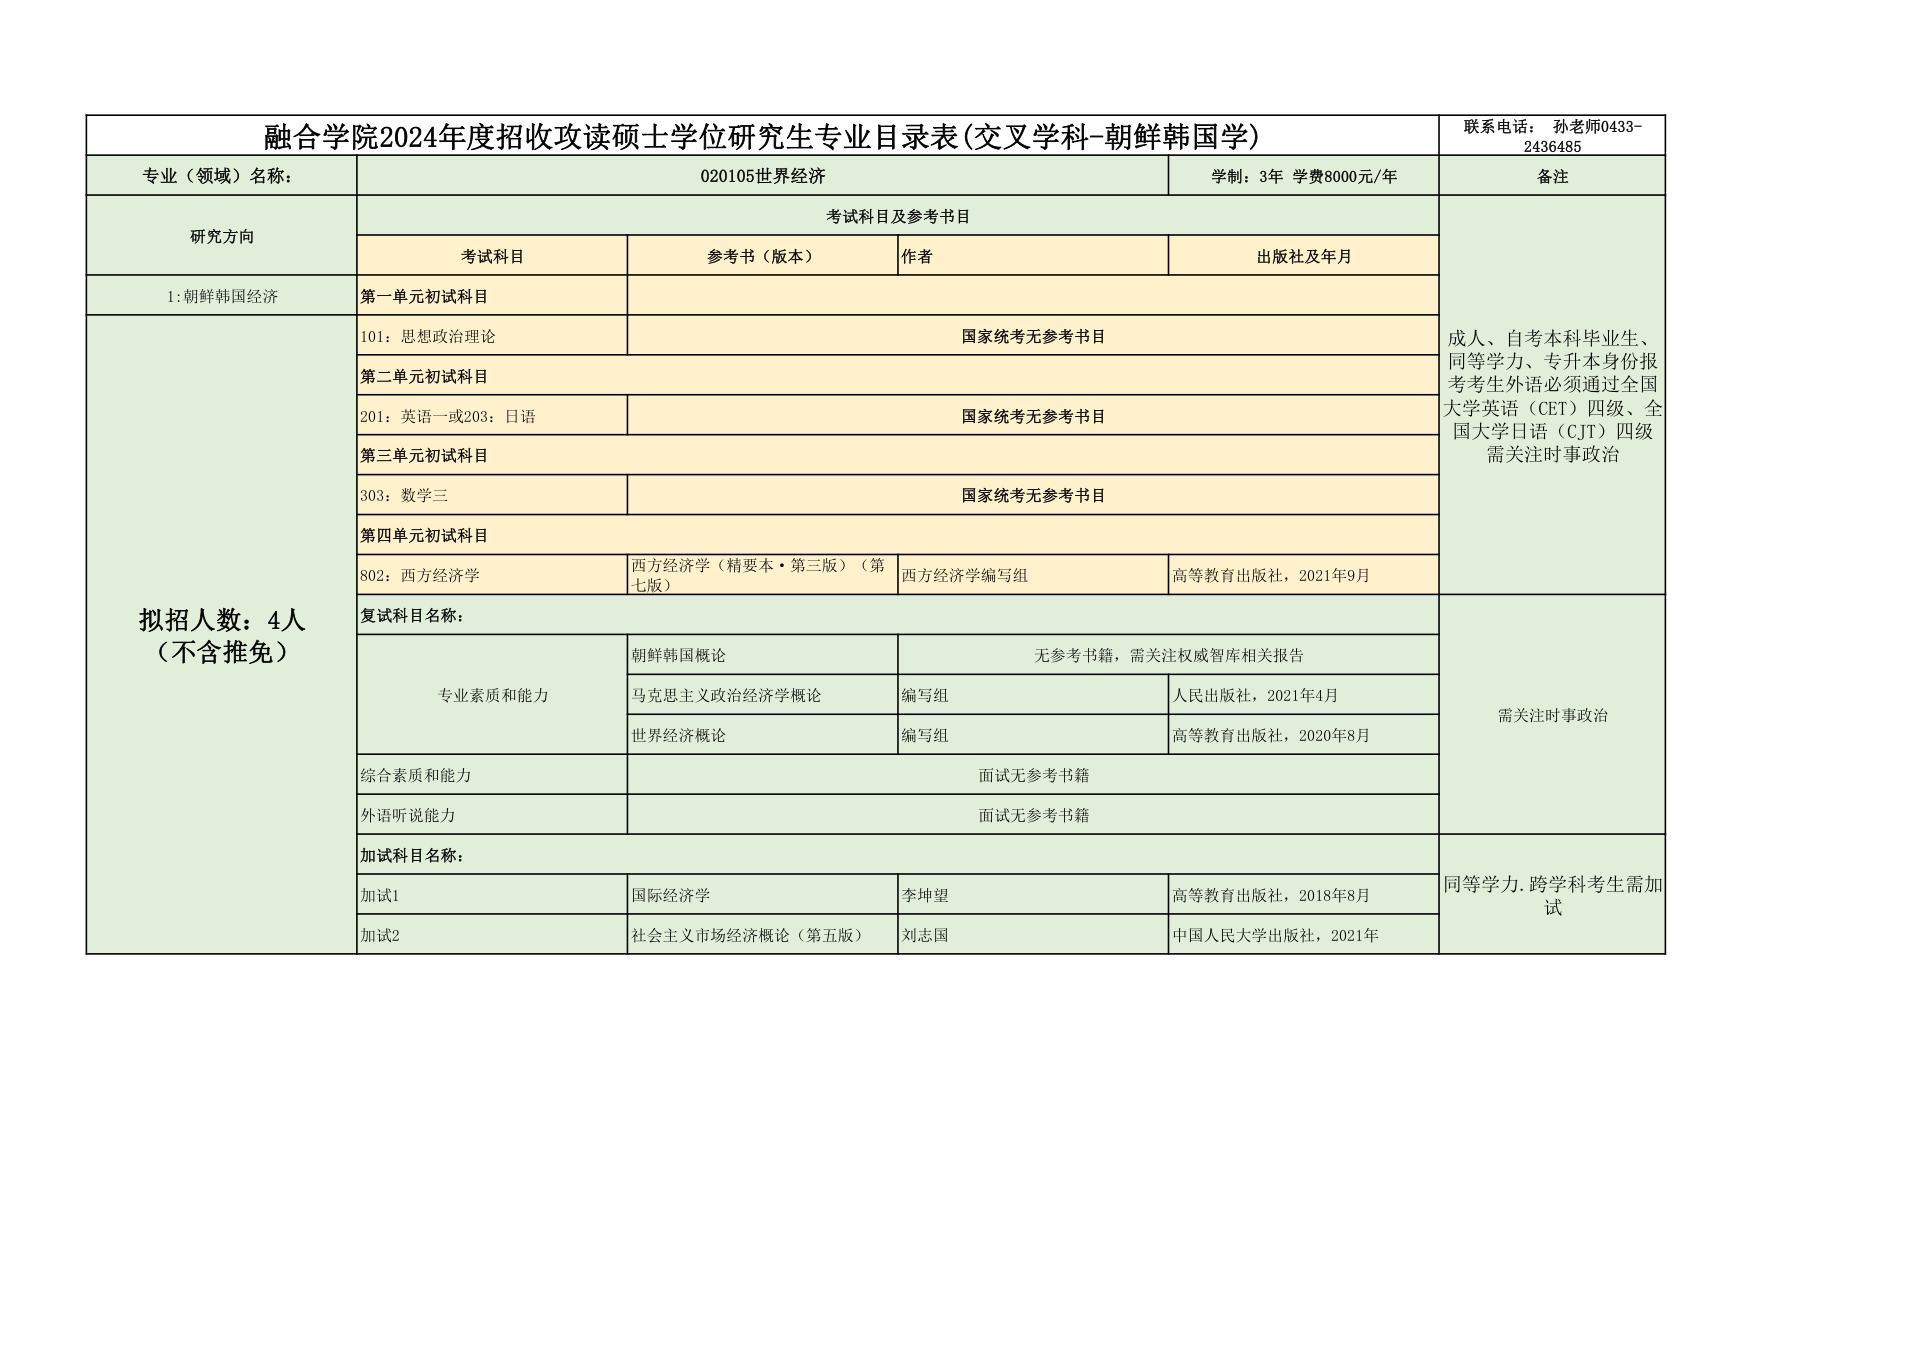 融合学院2024年度招收攻读硕士学位研究生专业目录表(交叉学科-朝鲜韩国学)
联系电话： 孙老师0433-
2436485
专业（领域）名称：
020105世界经济
学制：3年 学费8000元/年
备注
研究方向
考试科目及参考书目
考试科目
参考书（版本）
作者
出版社及年月
1:朝鲜韩国经济
第一单元初试科目
101：思想政治理论
国家统考无参考书目
第二单元初试科目
201：英语一或203：日语
国家统考无参考书目
第三单元初试科目
303：数学三
国家统考无参考书目
第四单元初试科目
802：西方经济学
西方经济学（精要本·第三版）（第
七版）
西方经济学编写组
高等教育出版社，2021年9月
成人、自考本科毕业生、
同等学力、专升本身份报
考考生外语必须通过全国
大学英语（CET）四级、全
国大学日语（CJT）四级
需关注时事政治
拟招人数：4人
（不含推免）
复试科目名称：
专业素质和能力
朝鲜韩国概论
无参考书籍，需关注权威智库相关报告
马克思主义政治经济学概论
编写组
人民出版社，2021年4月
世界经济概论
编写组
高等教育出版社，2020年8月
综合素质和能力
面试无参考书籍
外语听说能力
面试无参考书籍
需关注时事政治
加试科目名称：
加试1
国际经济学
李坤望
高等教育出版社，2018年8月
加试2
社会主义市场经济概论（第五版）
刘志国
中国人民大学出版社，2021年
同等学力.跨学科考生需加
试